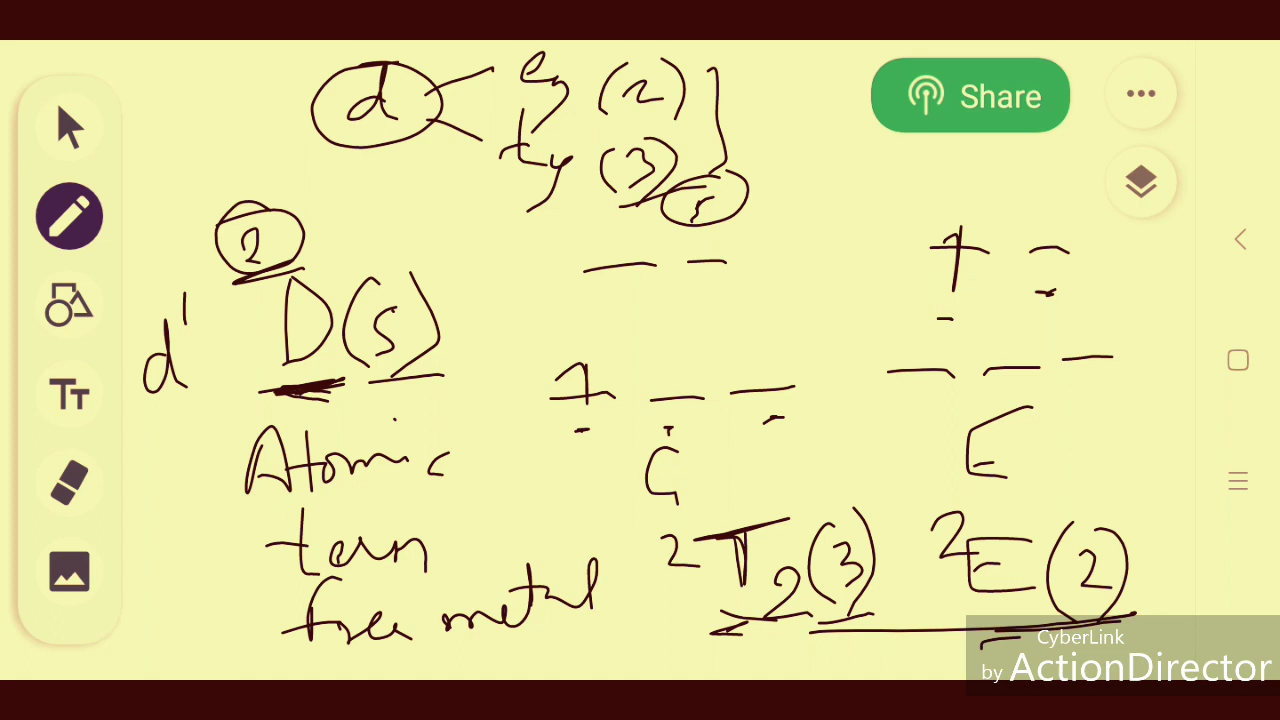 d eg (2)
t2g (3) 5
Share
d¹ ²D(5)
Atomic
term
free metal
G E
²T₂(3) ²E(2)
CyberLink
by ActionDirector